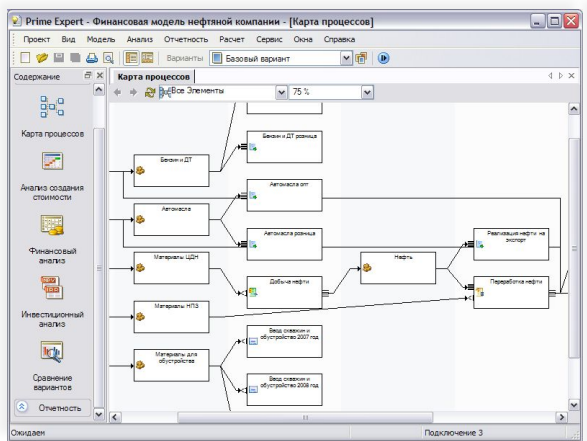 Prime Expert - Финансовая модель нефтяной компании - [Карта процессов]
Проект Вид Модель Анализ Отчетность Расчет Сервис Окна Справка
Варианты Базовый вариант
Содержание
Карта процессов
Все Элементы 75 %
Карта процессов
Анализ создания
стоимости
Финансовый
анализ
Инвестиционный
анализ
Сравнение
вариантов
Отчетность
Бензин и ДТ розница
Бензин и ДТ
Автомасла опт
Автомасла
Автомасла розница
Реализация нефти на
экспорт
Материалы ЦДН
Добыча нефти
Нефть
Переработка нефти
Материалы НПЗ
Ввод скважин и
обустройство 2007 год
Материалы для
обустройства
Ввод скважин и
обустройство 2008 год
Ожидаем
Подключение 3